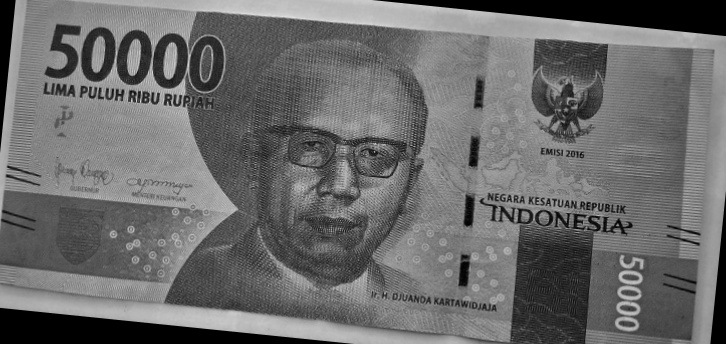 50000
LIMA PULUH RIBU RUPIAH
EMISI 2016
GUBERNUR
MENTERI KEUANGAN
NEGARA KESATUAN REPUBLIK
INDONESIA
50000
Ir. H. DJUANDA KARTAWIDJAJA